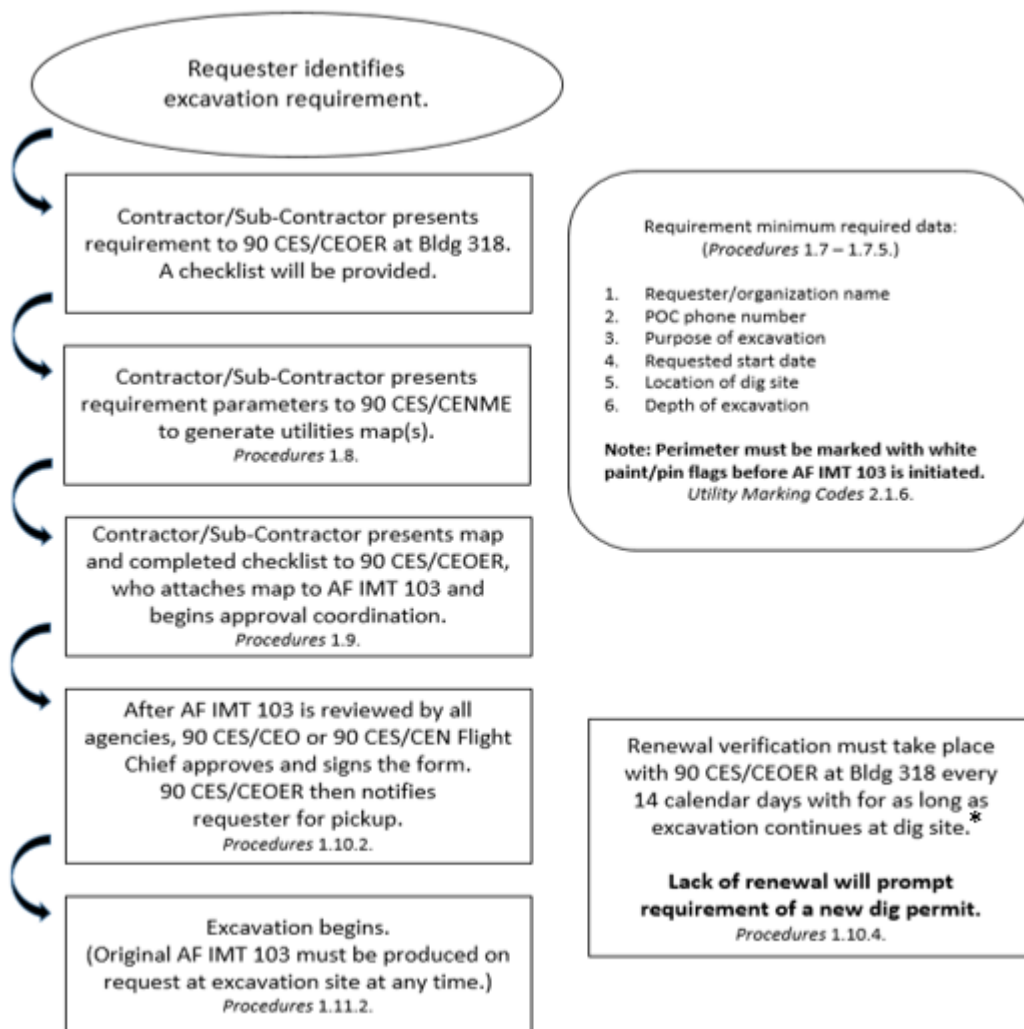 Requester identifies
excavation requirement.
Contractor/Sub-Contractor presents
requirement to 90 CES/CEOER at Bldg 318.
A checklist will be provided.
Contractor/Sub-Contractor presents
requirement parameters to 90 CES/CENME
to generate utilities map(s).
Procedures 1.8.
Contractor/Sub-Contractor presents map
and completed checklist to 90 CES/CEOER,
who attaches map to AF IMT 103 and
begins approval coordination.
Procedures 1.9.
After AF IMT 103 is reviewed by all
agencies, 90 CES/CEO or 90 CES/CEN Flight
Chief approves and signs the form.
90 CES/CEOER then notifies
requester for pickup.
Procedures 1.10.2.
Excavation begins.
(Original AF IMT 103 must be produced on
request at excavation site at any time.)
Procedures 1.11.2.
Requirement minimum required data:
(Procedures 1.7 – 1.7.5.)
1. Requester/organization name
2. POC phone number
3. Purpose of excavation
4. Requested start date
5. Location of dig site
6. Depth of excavation
Note: Perimeter must be marked with white
paint/pin flags before AF IMT 103 is initiated.
Utility Marking Codes 2.1.6.
Renewal verification must take place
with 90 CES/CEOER at Bldg 318 every
14 calendar days with for as long as
excavation continues at dig site.*
Lack of renewal will prompt
requirement of a new dig permit.
Procedures 1.10.4.